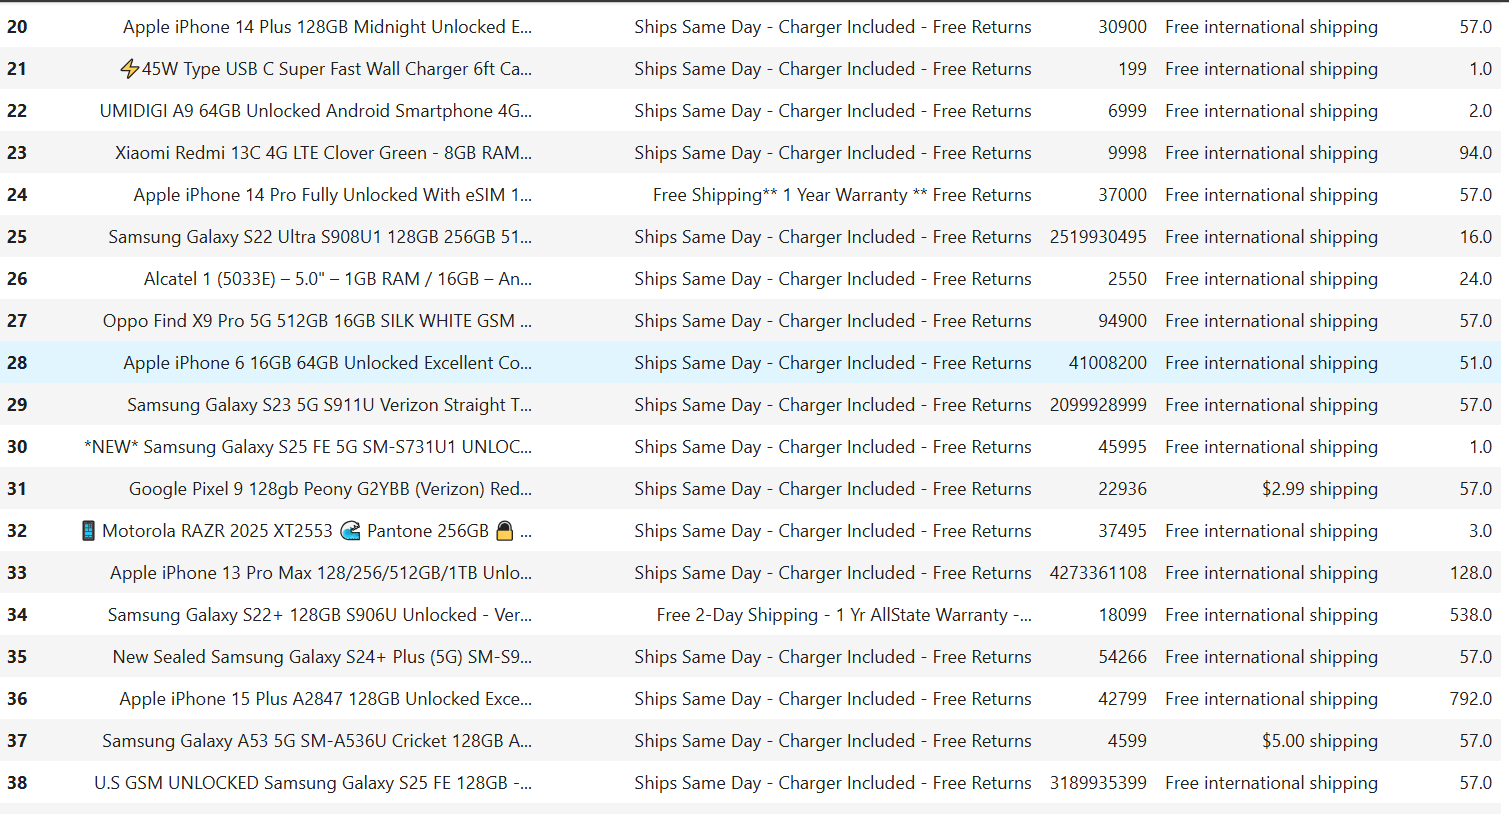 20 Apple iPhone 14 Plus 128GB Midnight Unlocked E... Ships Same Day - Charger Included - Free Returns 30900 Free international shipping 57.0
21 ⚡45W Type USB C Super Fast Wall Charger 6ft Ca... Ships Same Day - Charger Included - Free Returns 199 Free international shipping 1.0
22 UMIDIGI A9 64GB Unlocked Android Smartphone 4G... Ships Same Day - Charger Included - Free Returns 6999 Free international shipping 2.0
23 Xiaomi Redmi 13C 4G LTE Clover Green - 8GB RAM... Ships Same Day - Charger Included - Free Returns 9998 Free international shipping 94.0
24 Apple iPhone 14 Pro Fully Unlocked With eSIM 1... Free Shipping** 1 Year Warranty ** Free Returns 37000 Free international shipping 57.0
25 Samsung Galaxy S22 Ultra S908U1 128GB 256GB 51... Ships Same Day - Charger Included - Free Returns 2519930495 Free international shipping 16.0
26 Alcatel 1 (5033E) – 5.0" – 1GB RAM / 16GB – An... Ships Same Day - Charger Included - Free Returns 2550 Free international shipping 24.0
27 Oppo Find X9 Pro 5G 512GB 16GB SILK WHITE GSM ... Ships Same Day - Charger Included - Free Returns 94900 Free international shipping 57.0
28 Apple iPhone 6 16GB 64GB Unlocked Excellent Co... Ships Same Day - Charger Included - Free Returns 41008200 Free international shipping 51.0
29 Samsung Galaxy S23 5G S911U Verizon Straight T... Ships Same Day - Charger Included - Free Returns 2099928999 Free international shipping 57.0
30 *NEW* Samsung Galaxy S25 FE 5G SM-S731U1 UNLOC... Ships Same Day - Charger Included - Free Returns 45995 Free international shipping 1.0
31 Google Pixel 9 128gb Peony G2YBB (Verizon) Red... Ships Same Day - Charger Included - Free Returns 22936 $2.99 shipping 57.0
32 📱 Motorola RAZR 2025 XT2553 🌊 Pantone 256GB 🔒 ... Ships Same Day - Charger Included - Free Returns 37495 Free international shipping 3.0
33 Apple iPhone 13 Pro Max 128/256/512GB/1TB Unlo... Ships Same Day - Charger Included - Free Returns 4273361108 Free international shipping 128.0
34 Samsung Galaxy S22+ 128GB S906U Unlocked - Ver... Free 2-Day Shipping - 1 Yr AllState Warranty -... 18099 Free international shipping 538.0
35 New Sealed Samsung Galaxy S24+ Plus (5G) SM-S9... Ships Same Day - Charger Included - Free Returns 54266 Free international shipping 57.0
36 Apple iPhone 15 Plus A2847 128GB Unlocked Exce... Ships Same Day - Charger Included - Free Returns 42799 Free international shipping 792.0
37 Samsung Galaxy A53 5G SM-A536U Cricket 128GB A... Ships Same Day - Charger Included - Free Returns 4599 $5.00 shipping 57.0
38 U.S GSM UNLOCKED Samsung Galaxy S25 FE 128GB -... Ships Same Day - Charger Included - Free Returns 3189935399 Free international shipping 57.0